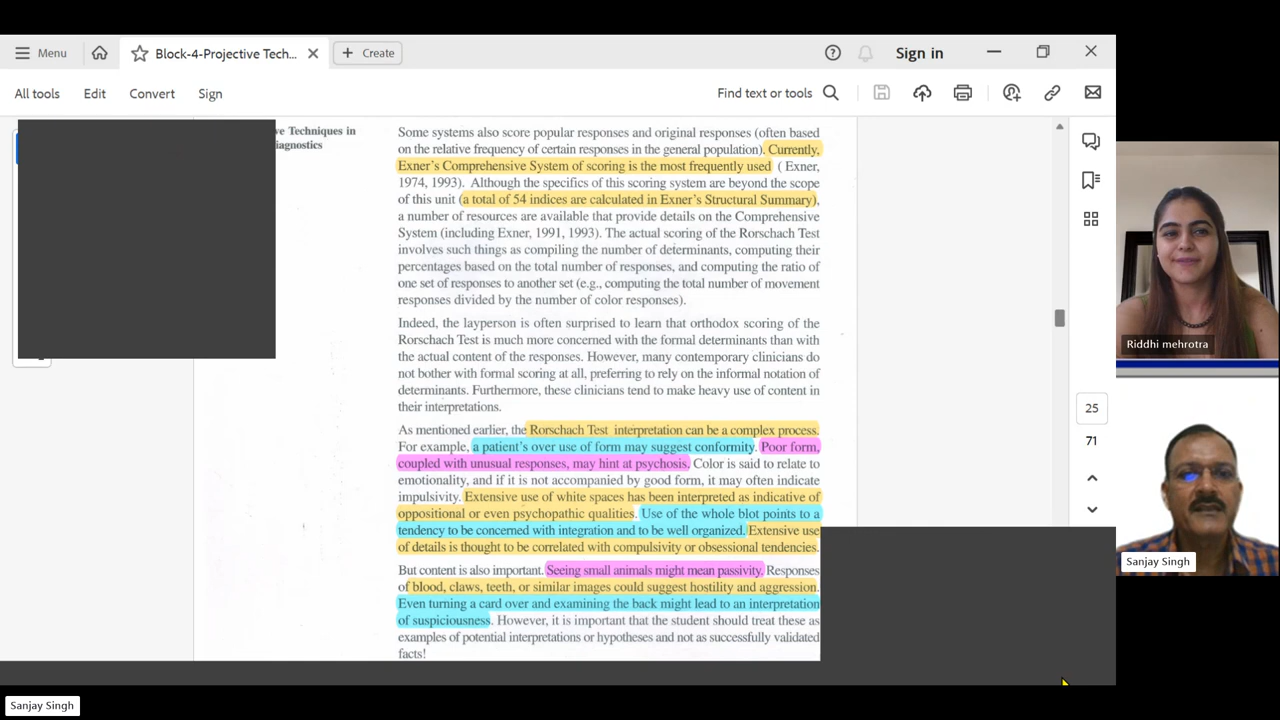 Menu
Block-4-Projective Tech...
Create
Sign in
All tools
Edit
Convert
Sign
Find text or tools
ve Techniques in
iagnostics
Some systems also score popular responses and original responses (often based
on the relative frequency of certain responses in the general population). Currently,
Exner's Comprehensive System of scoring is the most frequently used ( Exner,
1974, 1993). Although the specifics of this scoring system are beyond the scope
of this unit (a total of 54 indices are calculated in Exner's Structural Summary),
a number of resources are available that provide details on the Comprehensive
System (including Exner, 1991, 1993). The actual scoring of the Rorschach Test
involves such things as compiling the number of determinants, computing their
percentages based on the total number of responses, and computing the ratio of
one set of responses to another set (e.g., computing the total number of movement
responses divided by the number of color responses).
Indeed, the layperson is often surprised to learn that orthodox scoring of the
Rorschach Test is much more concerned with the formal determinants than with
the actual content of the responses. However, many contemporary clinicians do
not bother with formal scoring at all, preferring to rely on the informal notation of
determinants. Furthermore, these clinicians tend to make heavy use of content in
their interpretations.
As mentioned earlier, the Rorschach Test interpretation can be a complex process.
For example, a patient's over use of form may suggest conformity. Poor form,
coupled with unusual responses, may hint at psychosis. Color is said to relate to
emotionality, and if it is not accompanied by good form, it may often indicate
impulsivity. Extensive use of white spaces has been interpreted as indicative of
oppositional or even psychopathic qualities. Use of the whole blot points to a
tendency to be concerned with integration and to be well organized. Extensive use
of details is thought to be correlated with compulsivity or obsessional tendencies.
But content is also important. Seeing small animals might mean passivity. Responses
of blood, claws, teeth, or similar images could suggest hostility and aggression.
Even turning a card over and examining the back might lead to an interpretation
of suspiciousness. However, it is important that the student should treat these as
examples of potential interpretations or hypotheses and not as successfully validated
facts!
25
71
Riddhi mehrotra
Sanjay Singh
Sanjay Singh